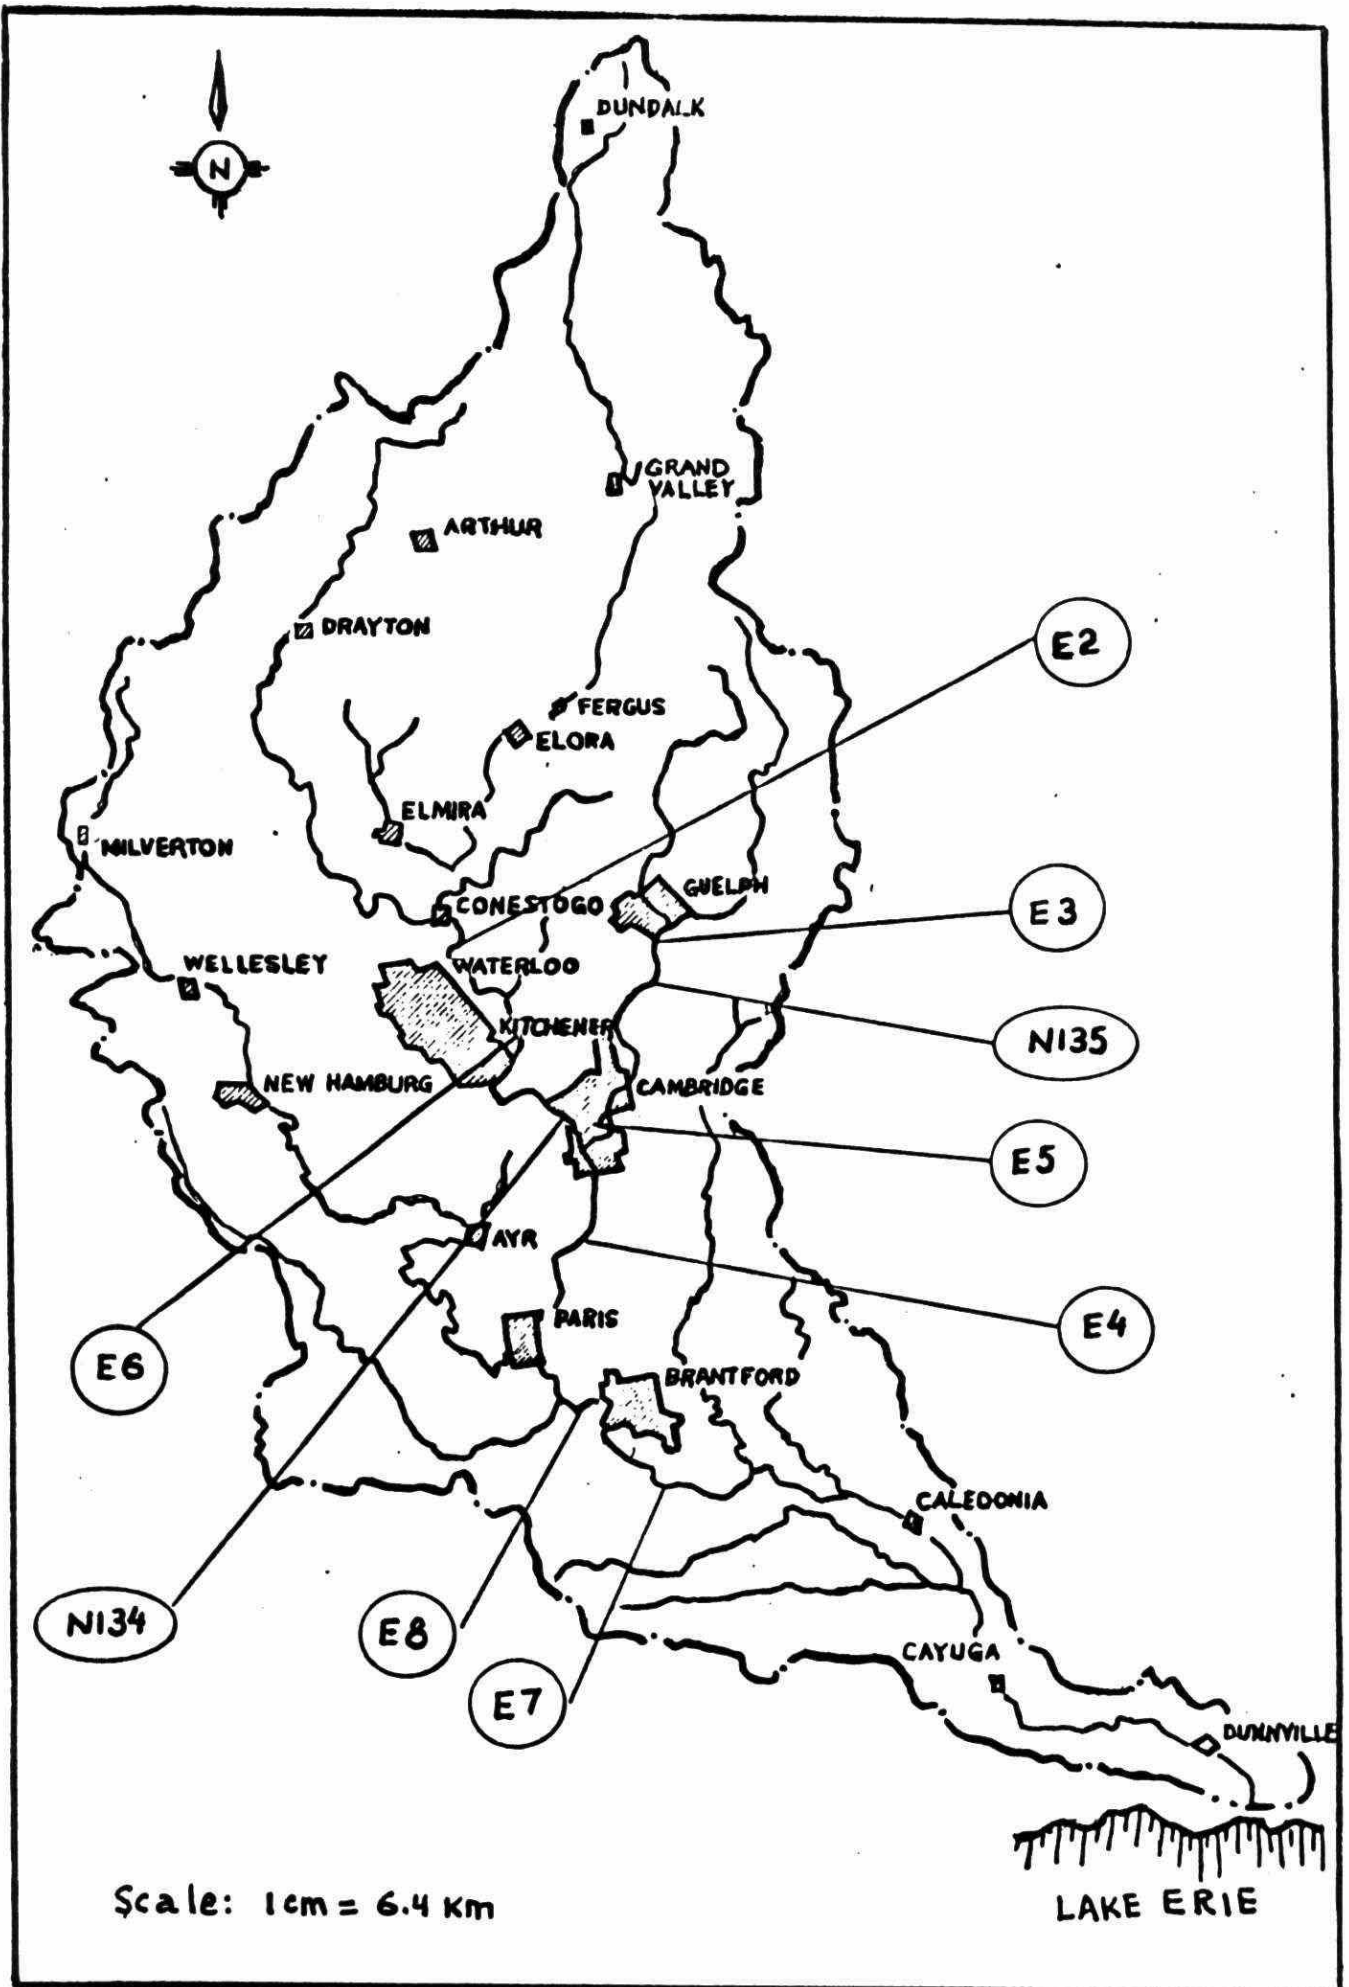 DUNDALK
N
GRAND
VALLEY
ARTHUR
DRAYTON
E2
FERGUS
ELORA
ELMIRA
MILVERTON
GUELPH
CONESTOGO
E3
WELLESLEY
WATERLOO
KITCHENER
N135
NEW HAMBURG
CAMBRIDGE
E5
AYR
PARIS
E4
E6
BRANTFORD
CALEDONIA
N134
E8
CAYUGA
E7
DUNNVILLE
Scale: 1cm = 6.4 Km
LAKE ERIE